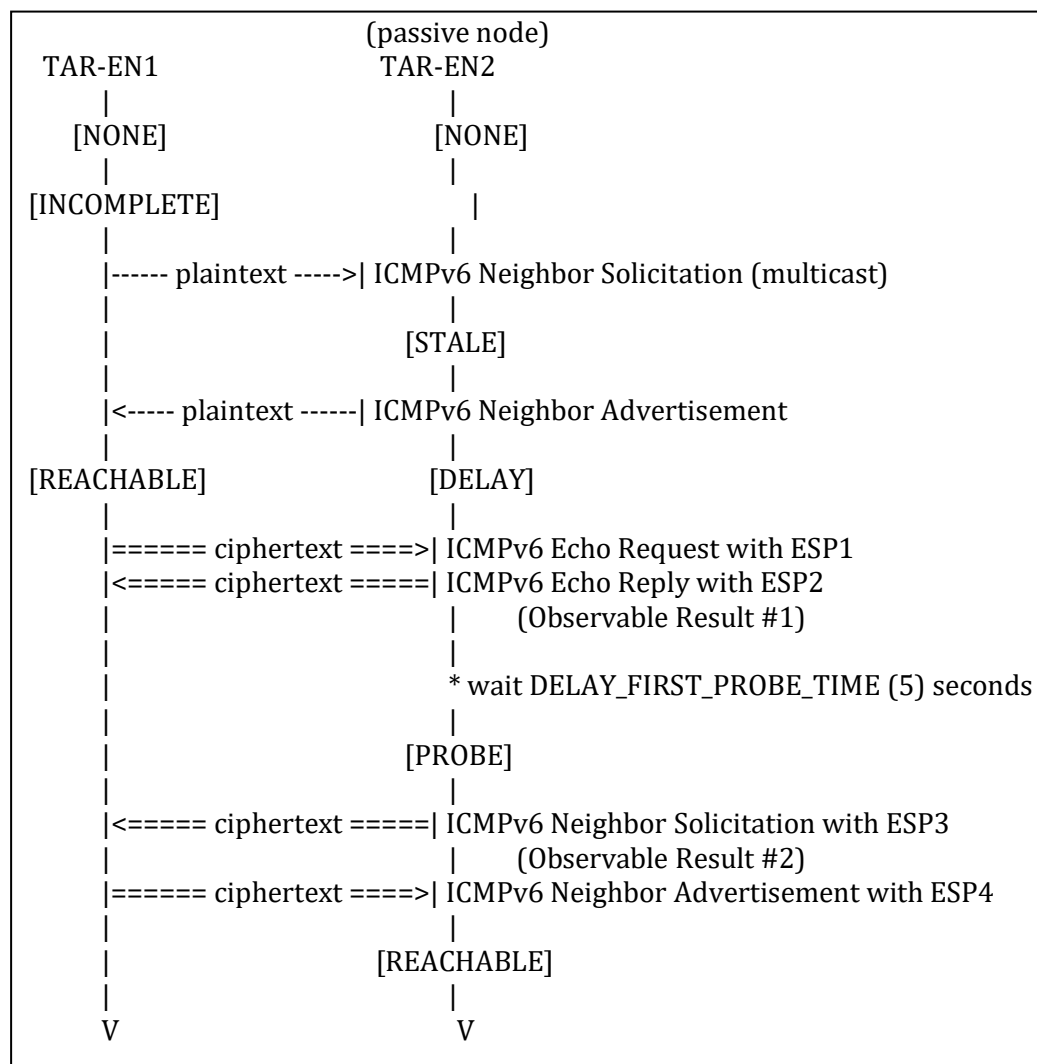 (passive node)
TAR-EN1 TAR-EN2
| |
[NONE] [NONE]
| |
[INCOMPLETE] |
| |
|------ plaintext ----->| ICMPv6 Neighbor Solicitation (multicast)
| |
| [STALE]
| |
|<----- plaintext ------| ICMPv6 Neighbor Advertisement
| |
[REACHABLE] [DELAY]
| |
|====== ciphertext ====>| ICMPv6 Echo Request with ESP1
|<===== ciphertext =====| ICMPv6 Echo Reply with ESP2
| | (Observable Result #1)
| |
| * wait DELAY_FIRST_PROBE_TIME (5) seconds
| |
| [PROBE]
| |
|<===== ciphertext =====| ICMPv6 Neighbor Solicitation with ESP3
| | (Observable Result #2)
|====== ciphertext ====>| ICMPv6 Neighbor Advertisement with ESP4
| |
| [REACHABLE]
| |
V V